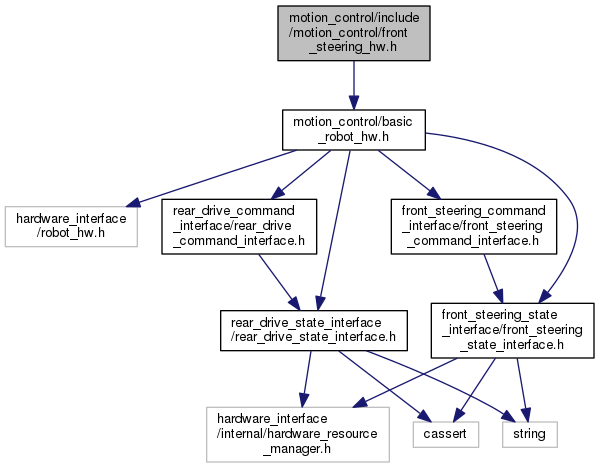 motion_control/include
/motion_control/front
_steering_hw.h
motion_control/basic
_robot_hw.h
hardware_interface
/robot_hw.h
rear_drive_command
_interface/rear_drive
_command_interface.h
front_steering_command
_interface/front_steering
_command_interface.h
rear_drive_state_interface
/rear_drive_state_interface.h
front_steering_state
_interface/front_steering
_state_interface.h
hardware_interface
/internal/hardware_resource
_manager.h
cassert
string